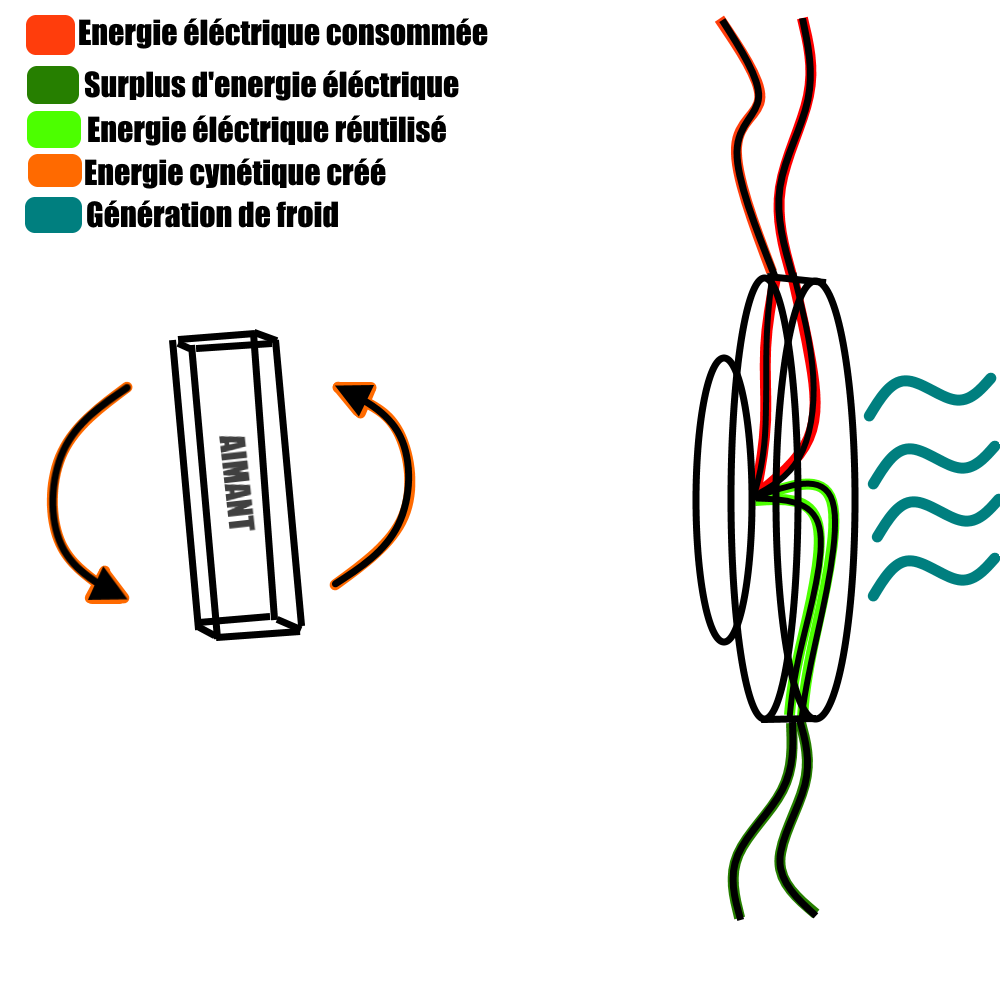 Energie éléctrique consommée
Surplus d'energie éléctrique
Energie éléctrique réutilisé
Energie cynétique créé
Génération de froid
AIMANT